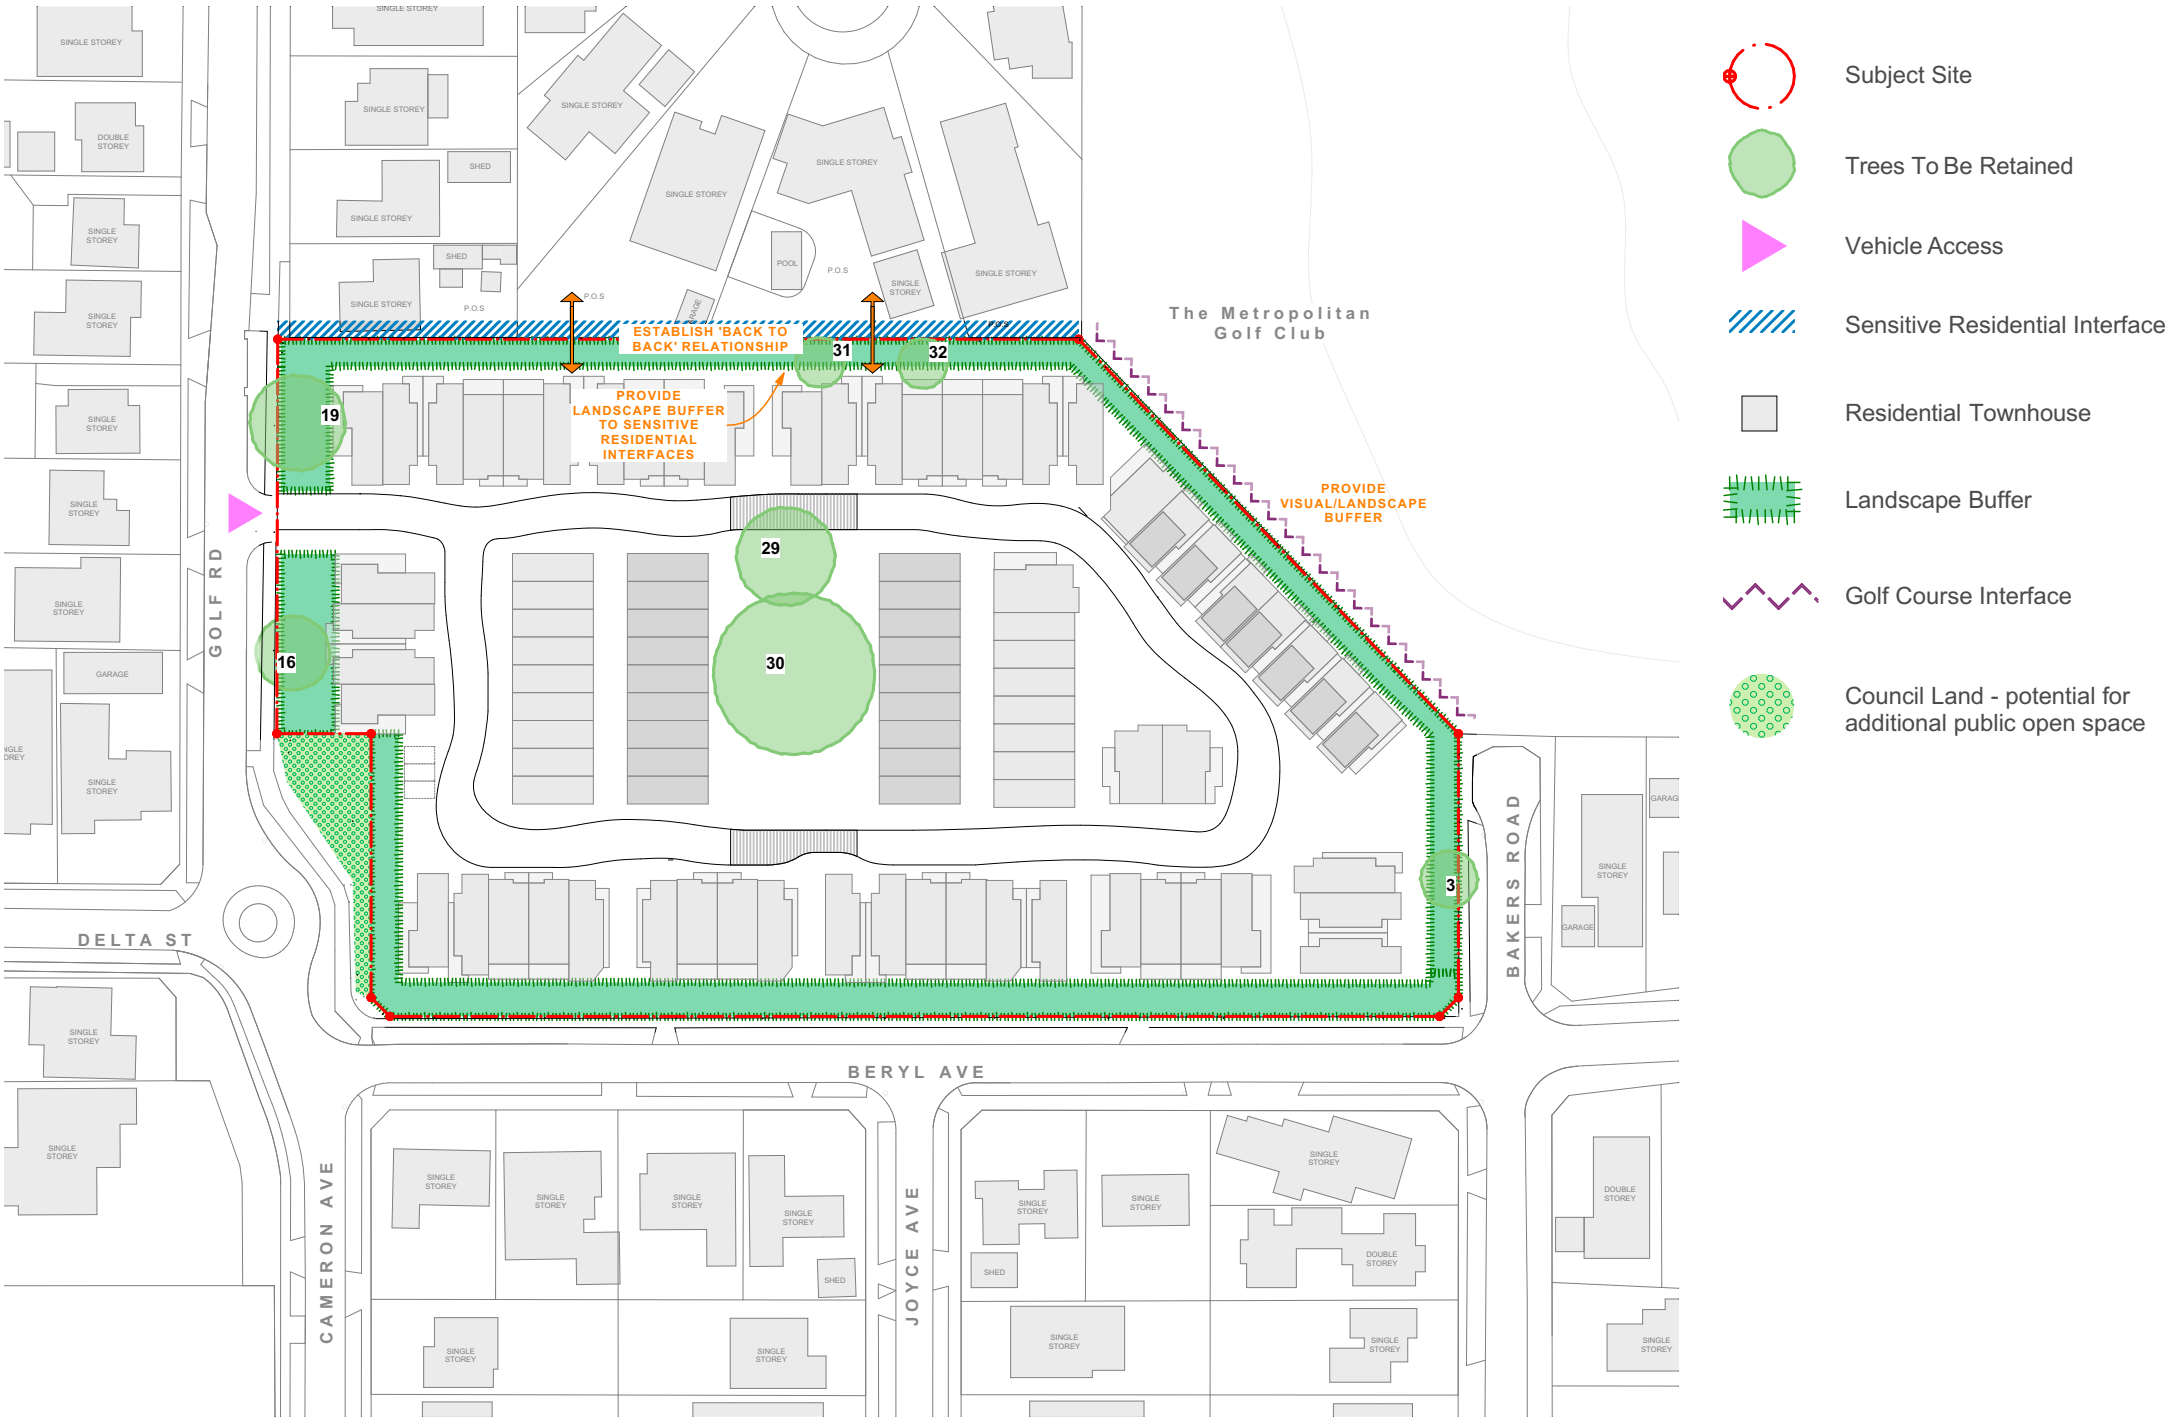 SINGLE STOREY
SINGLE STOREY
DOUBLE
STOREY
SINGLE STOREY
SINGLE STOREY
SHED
SINGLE STOREY
SINGLE STOREY
SINGLE STOREY
SINGLE
STOREY
SINGLE STOREY
SHED
POOL
P.O.S
SINGLE
STOREY
SINGLE STOREY
SINGLE
STOREY
SINGLE STOREY
P.O.S
P.O.S
P.O.S
The Metropolitan
Golf Club
ESTABLISH 'BACK TO
BACK' RELATIONSHIP
31
32
19
PROVIDE
LANDSCAPE BUFFER
TO SENSITIVE
RESIDENTIAL
INTERFACES
SINGLE
STOREY
SINGLE
STOREY
PROVIDE
VISUAL/LANDSCAPE
BUFFER
GOLF RD
29
30
16
3
SINGLE
STOREY
GARAGE
SINGLE
STOREY
DELTA ST
BAKERS ROAD
SINGLE
STOREY
GARAGE
BERYL AVE
CAMERON AVE
JOYCE AVE
SINGLE
STOREY
SINGLE
STOREY
SINGLE
STOREY
SINGLE
STOREY
SINGLE
STOREY
SINGLE
STOREY
SHED
SINGLE
STOREY
SINGLE
STOREY
SINGLE
STOREY
SHED
SINGLE
STOREY
SINGLE
STOREY
DOUBLE
STOREY
SINGLE
STOREY
SINGLE
STOREY
DOUBLE
STOREY
SINGLE
STOREY
Subject Site
Trees To Be Retained
Vehicle Access
Sensitive Residential Interface
Residential Townhouse
Landscape Buffer
Golf Course Interface
Council Land - potential for
additional public open space